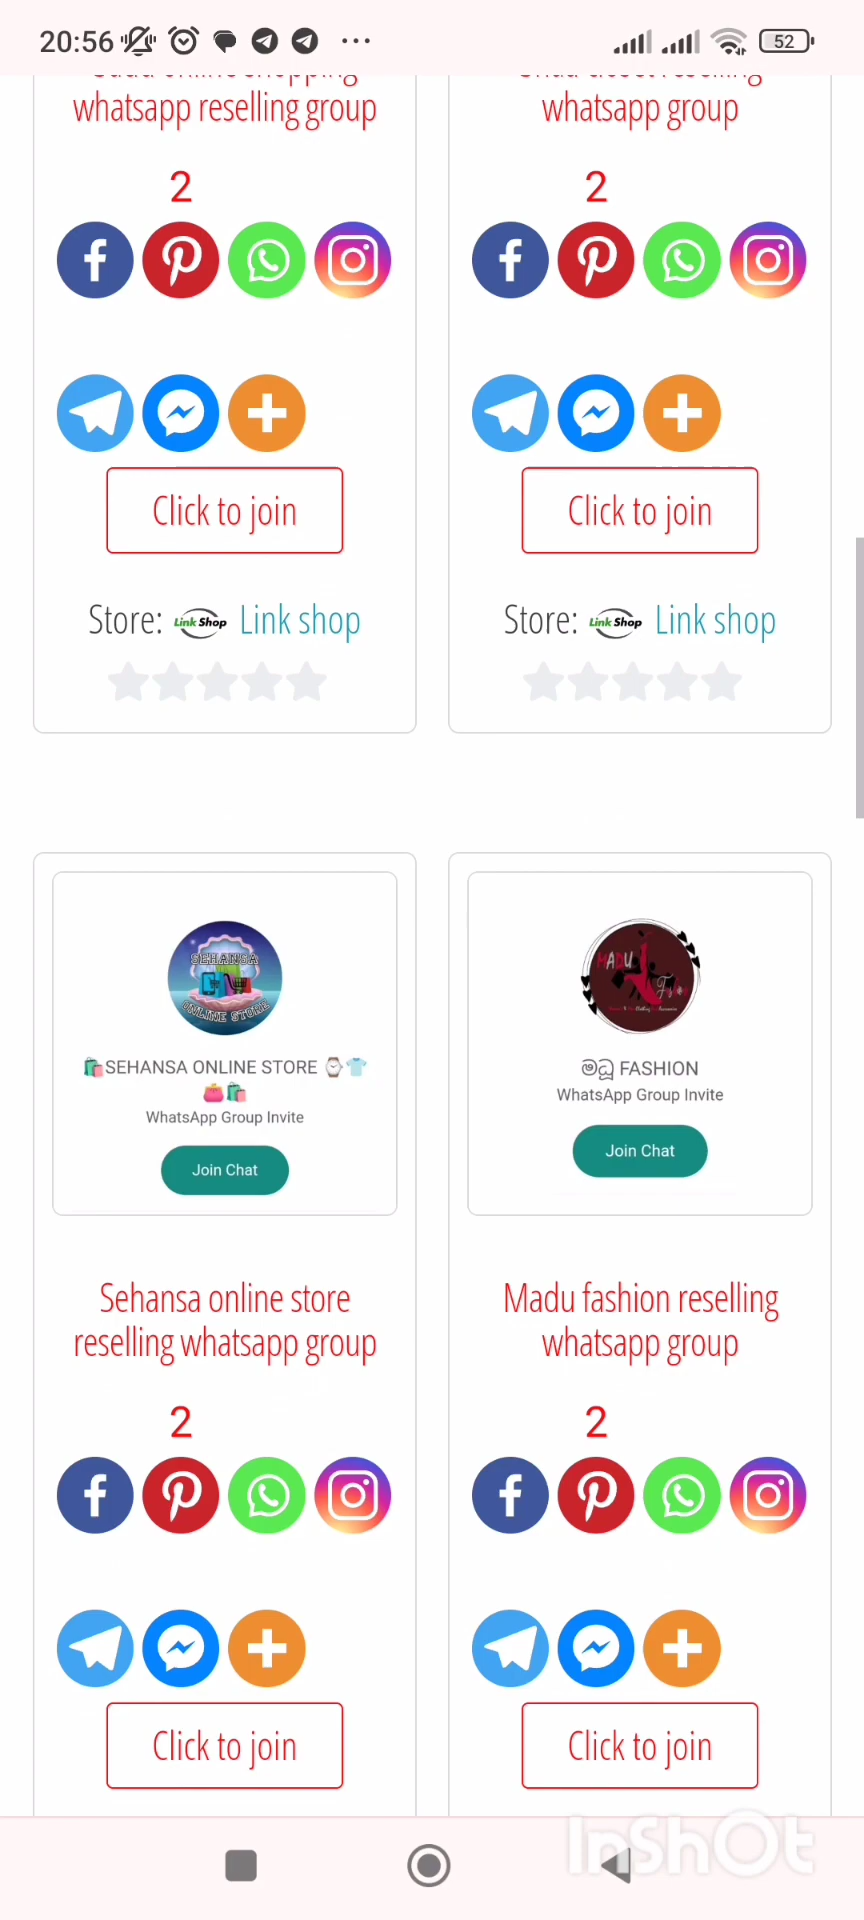 20:56
52
whatsapp reselling group
whatsapp group
2
2
Click to join
Click to join
Store: Link Shop Link shop
Store: Link Shop Link shop
SEHANSA
ONLINE STORE
MADU
🛍️SEHANSA ONLINE STORE ⌚👕
👛🛍️
WhatsApp Group Invite
Join Chat
මධූ FASHION
WhatsApp Group Invite
Join Chat
Sehansa online store
reselling whatsapp group
Madu fashion reselling
whatsapp group
2
2
Click to join
Click to join
InShOt